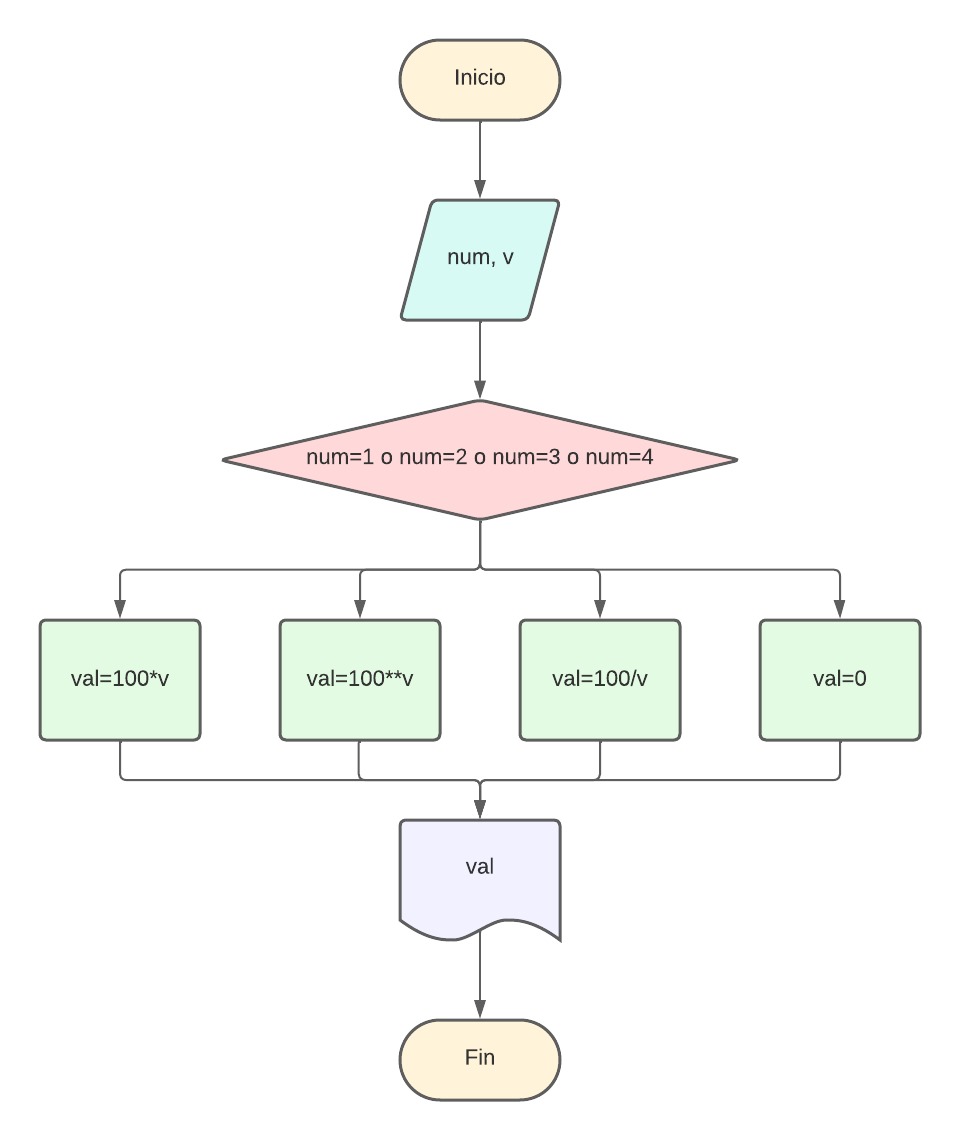 Inicio
num, v
num=1 o num=2 o num=3 o num=4
val=100*v
val=100**v
val=100/v
val=0
val
Fin